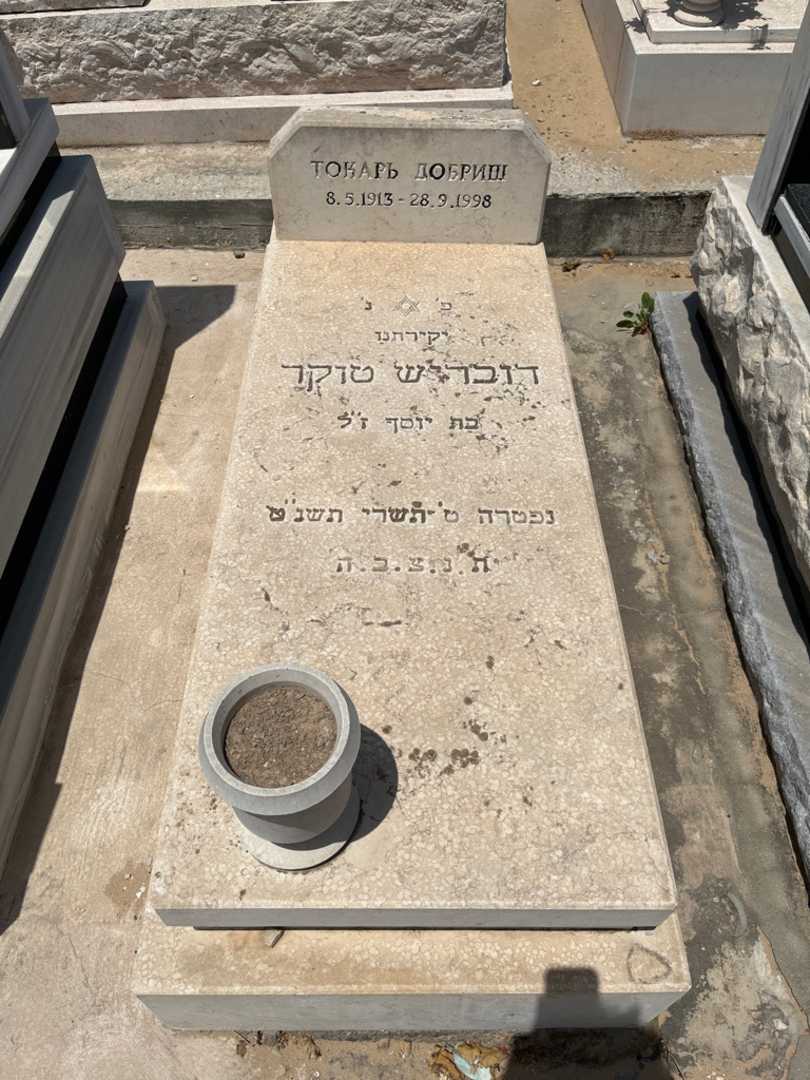 ТОКАРЬ ДОБРИШ
8.5.1913 - 28.9.1998
פ' נ'
יקירתנו
דובריש טוקר
בת יוסף ז"ל
נפטרה ט' תשרי תשנ"ט
ת.נ.צ.ב.ה